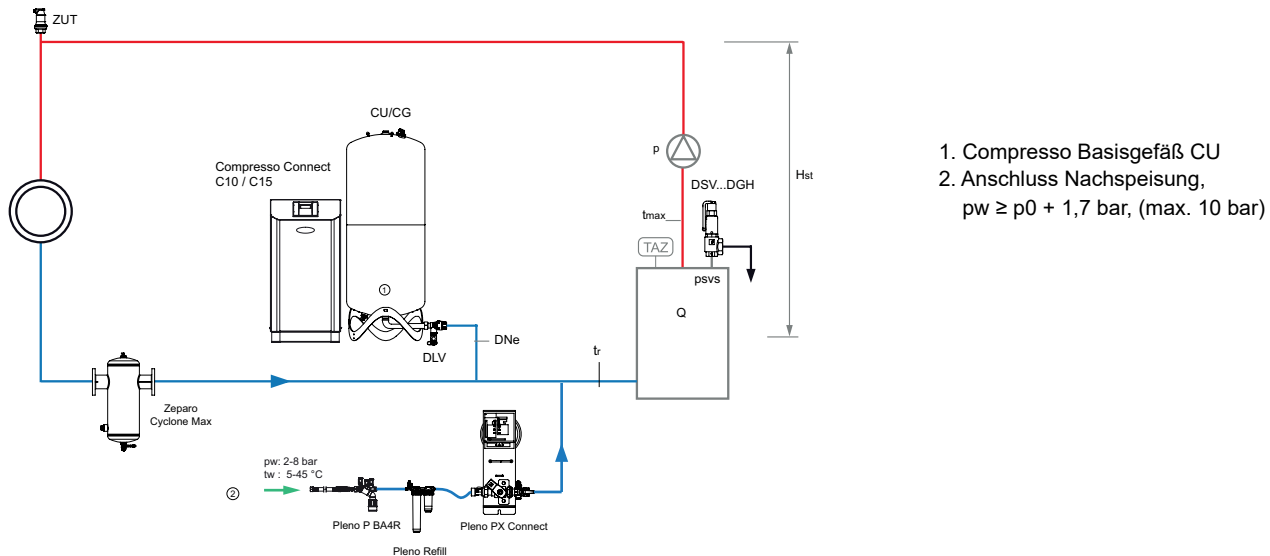 ZUT
CU/CG
Compresso Connect
C10 / C15
①
DLV
DNe
p
Hst
DSV...DGH
tmax
TAZ
psvs
Q
tr
Zeparo
Cyclone Max
pw: 2-8 bar
tw : 5-45 °C
②
Pleno P BA4R
Pleno Refill
Pleno PX Connect
1. Compresso Basisgefäß CU
2. Anschluss Nachspeisung,
pw ≥ p0 + 1,7 bar, (max. 10 bar)